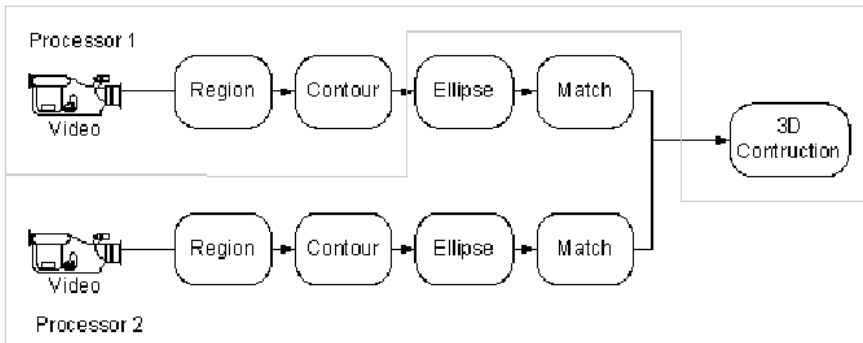 Processor 1
Region
Contour
Ellipse
Match
Video
3D
Contruction
Region
Contour
Ellipse
Match
Video
Processor 2